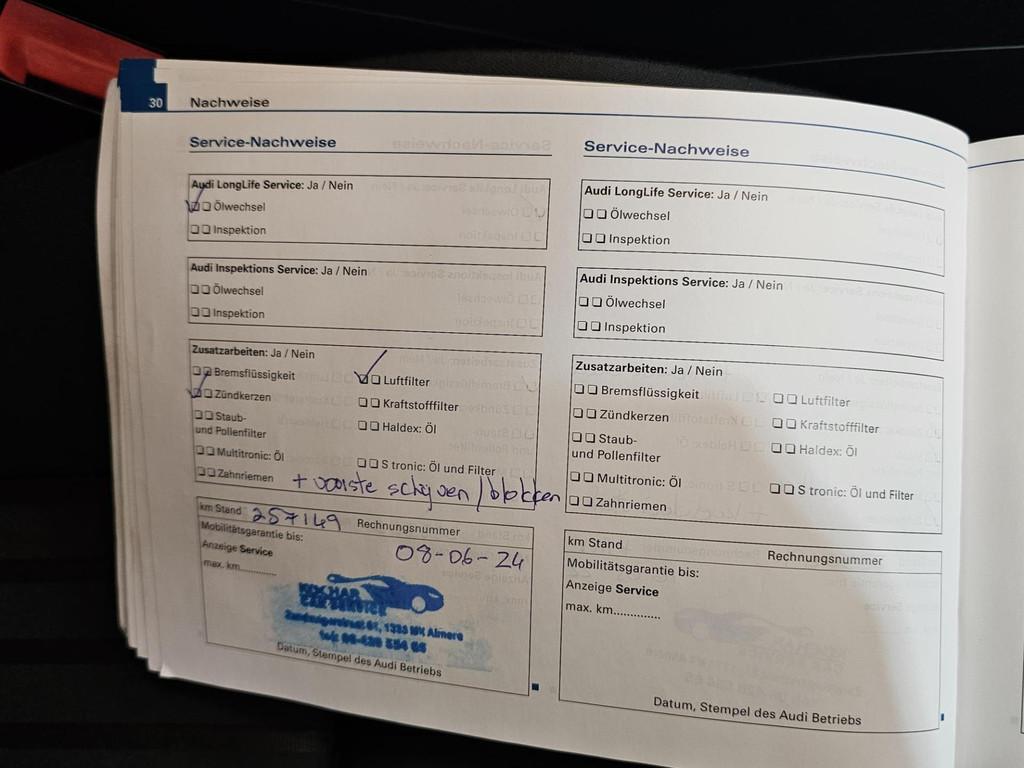 30 Nachweise
Service-Nachweise
Audi LongLife Service: Ja / Nein
Ölwechsel
Inspektion
Audi Inspektions Service: Ja / Nein
Ölwechsel
Inspektion
Zusatzarbeiten: Ja / Nein
Bremsflüssigkeit
Luftfilter
Zündkerzen
Kraftstofffilter
Staub-
und Pollenfilter
Haldex: Öl
Multitronic: Öl
S tronic: Öl und Filter
Zahnriemen
+ voorste schijven / blokken
km Stand 257149 Rechnungsnummer
Mobilitätsgarantie bis:
08-06-24
Anzeige Service
max. km
CAR SERVICE
Almere
Datum, Stempel des Audi Betriebs
Service-Nachweise
Audi LongLife Service: Ja / Nein
Ölwechsel
Inspektion
Audi Inspektions Service: Ja / Nein
Ölwechsel
Inspektion
Zusatzarbeiten: Ja / Nein
Bremsflüssigkeit
Luftfilter
Zündkerzen
Kraftstofffilter
Staub-
und Pollenfilter
Haldex: Öl
Multitronic: Öl
S tronic: Öl und Filter
Zahnriemen
km Stand
Rechnungsnummer
Mobilitätsgarantie bis:
Anzeige Service
max. km
Datum, Stempel des Audi Betriebs